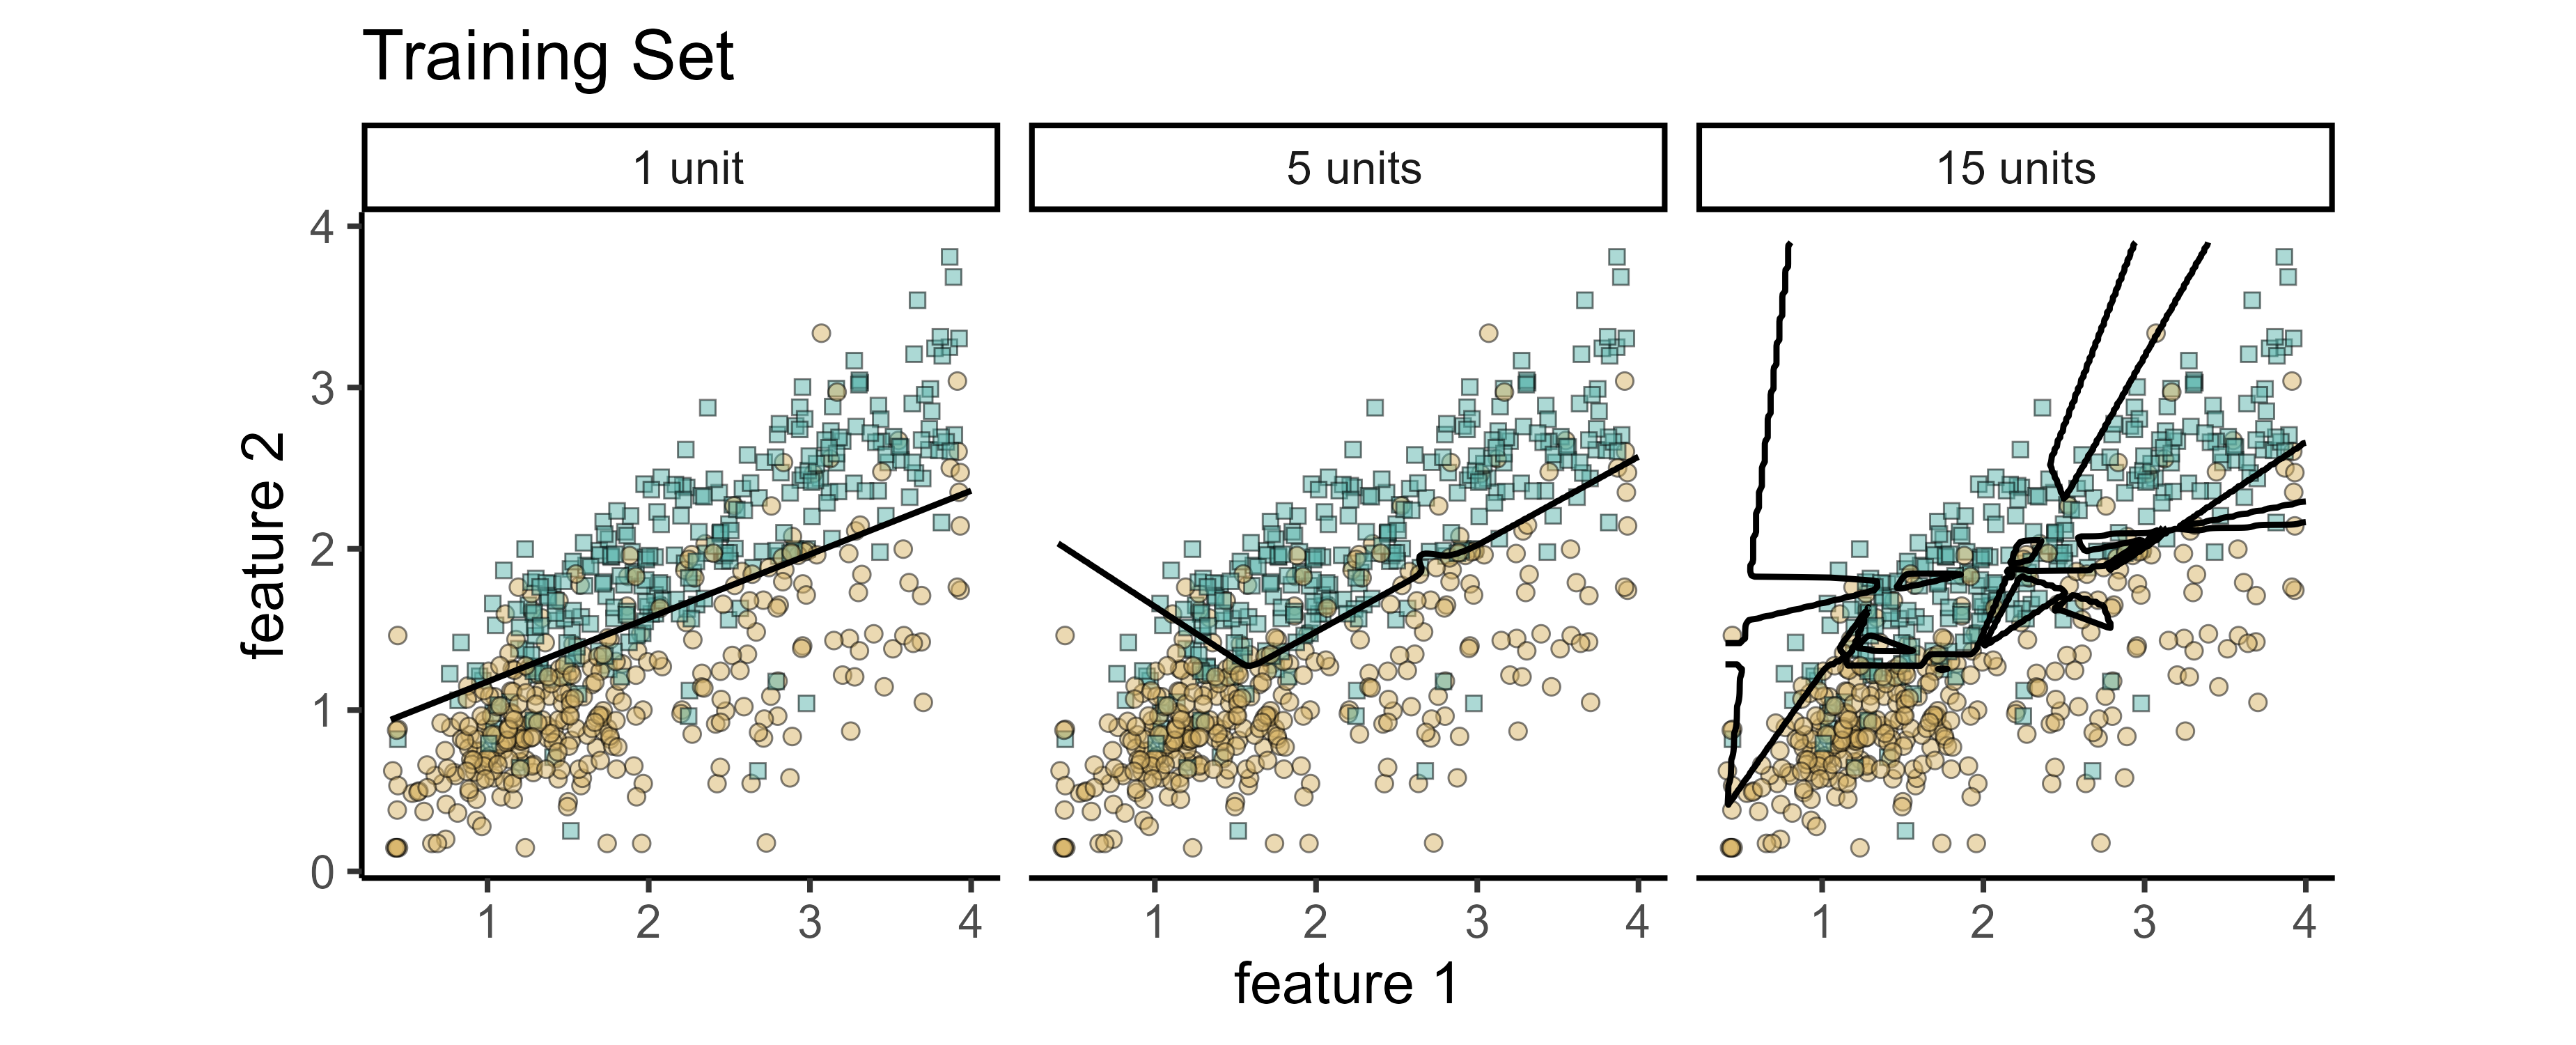 Training Set
1 unit
5 units
15 units
4
3
2
1
0
feature 2
1 2 3 4
1 2 3 4
1 2 3 4
feature 1